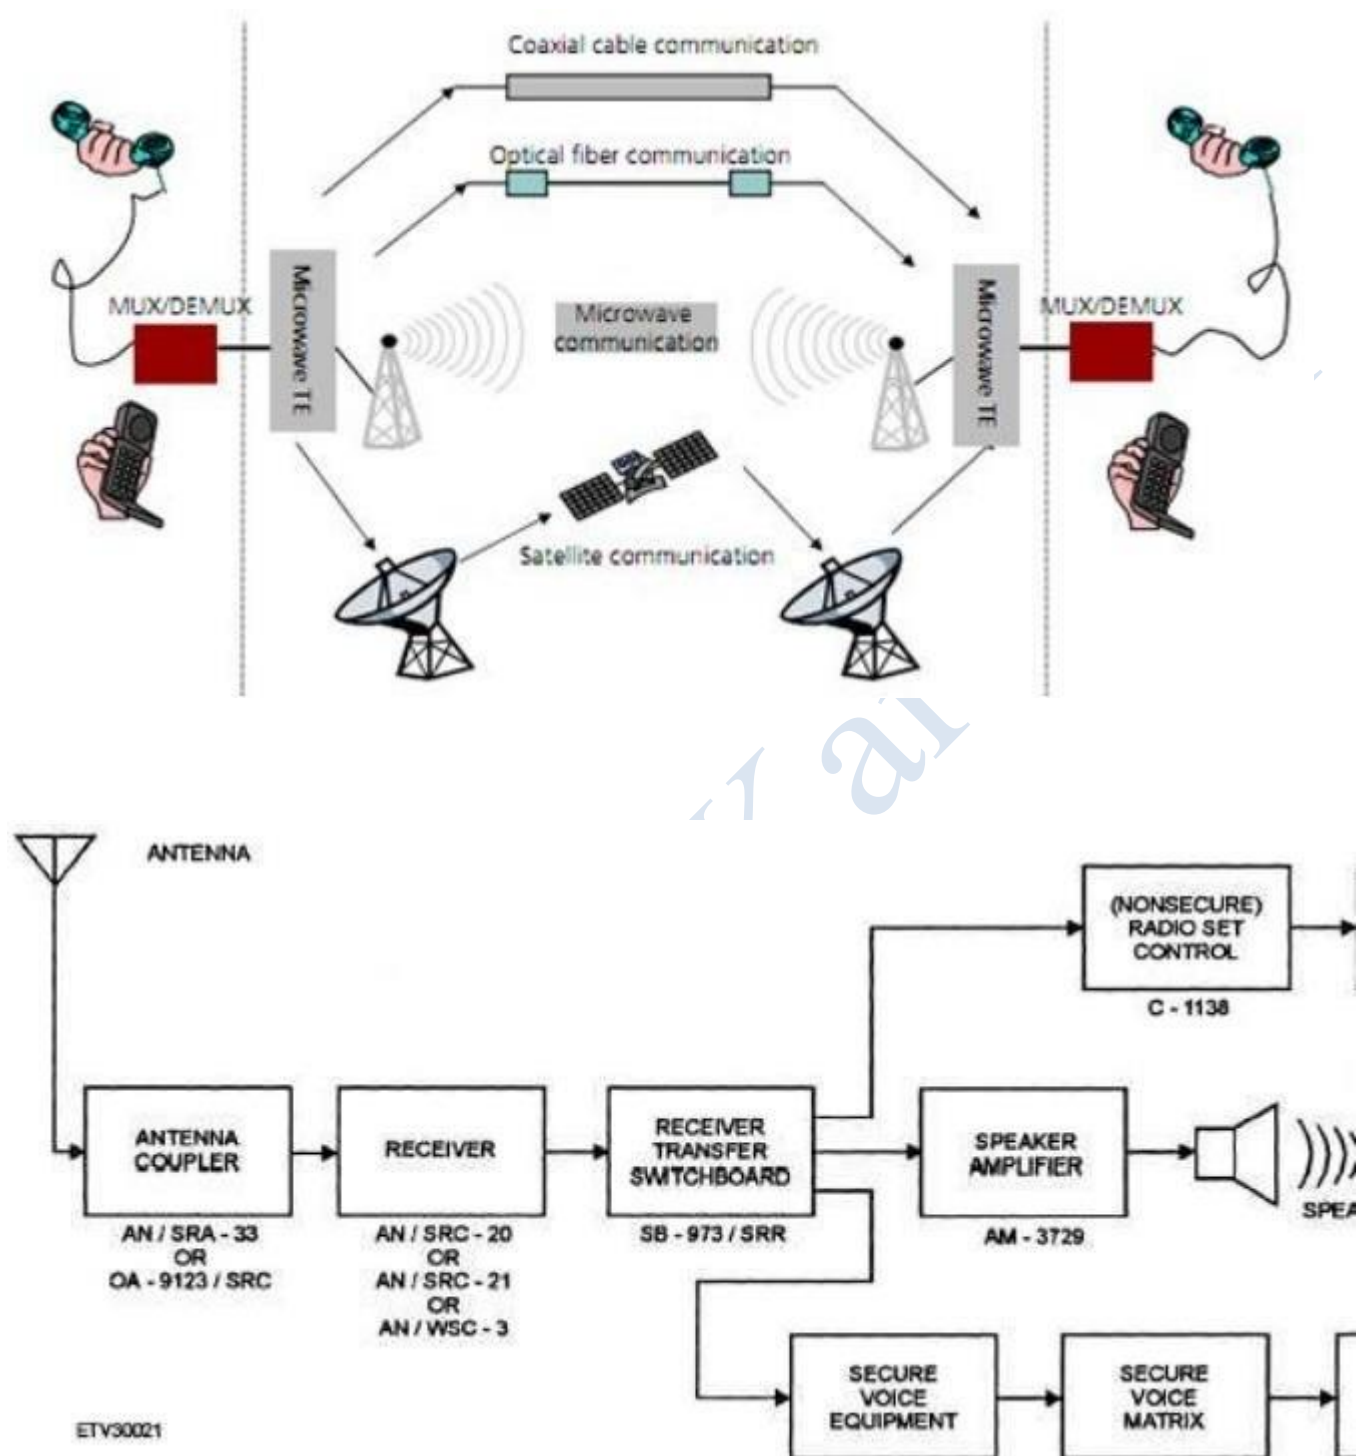 Coaxial cable communication
Optical fiber communication
MUX/DEMUX
Microwave TE
Microwave
communication
Microwave TE
MUX/DEMUX
Satellite communication
ANTENNA
(NONSECURE)
RADIO SET
CONTROL
C - 1138
ANTENNA
COUPLER
AN / SRA - 33
OR
OA - 9123 / SRC
RECEIVER
AN / SRC - 20
OR
AN / SRC - 21
OR
AN / WSC - 3
RECEIVER
TRANSFER
SWITCHBOARD
SB - 973 / SRR
SPEAKER
AMPLIFIER
AM - 3729
SPEA
SECURE
VOICE
EQUIPMENT
SECURE
VOICE
MATRIX
ETV30021